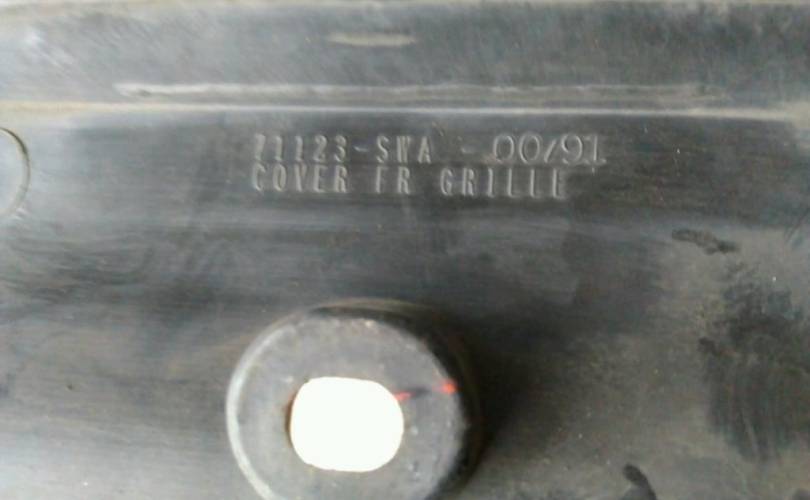 71123-SWA - 00/91
COVER FR GRILLE